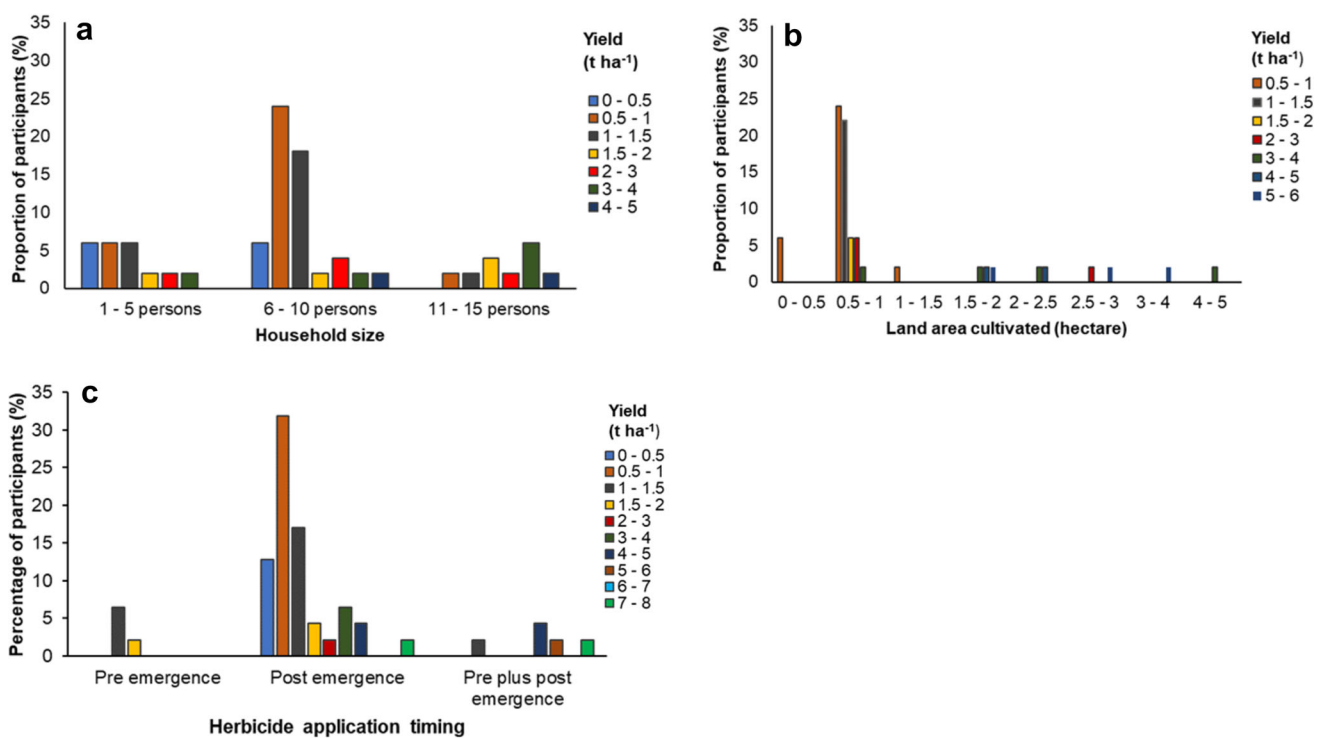 a
Proportion of participants (%)
35
30
25
20
15
10
5
0
1 - 5 persons
6 - 10 persons
11 - 15 persons
Household size
Yield
(t ha⁻¹)
0 - 0.5
0.5 - 1
1 - 1.5
1.5 - 2
2 - 3
3 - 4
4 - 5
b
Proportion of participants (%)
35
30
25
20
15
10
5
0
0 - 0.5
0.5 - 1
1 - 1.5
1.5 - 2
2 - 2.5
2.5 - 3
3 - 4
4 - 5
Land area cultivated (hectare)
Yield
(t ha⁻¹)
0.5 - 1
1 - 1.5
1.5 - 2
2 - 3
3 - 4
4 - 5
5 - 6
c
Percentage of participants (%)
35
30
25
20
15
10
5
0
Pre emergence
Post emergence
Pre plus post
emergence
Herbicide application timing
Yield
(t ha⁻¹)
0 - 0.5
0.5 - 1
1 - 1.5
1.5 - 2
2 - 3
3 - 4
4 - 5
5 - 6
6 - 7
7 - 8